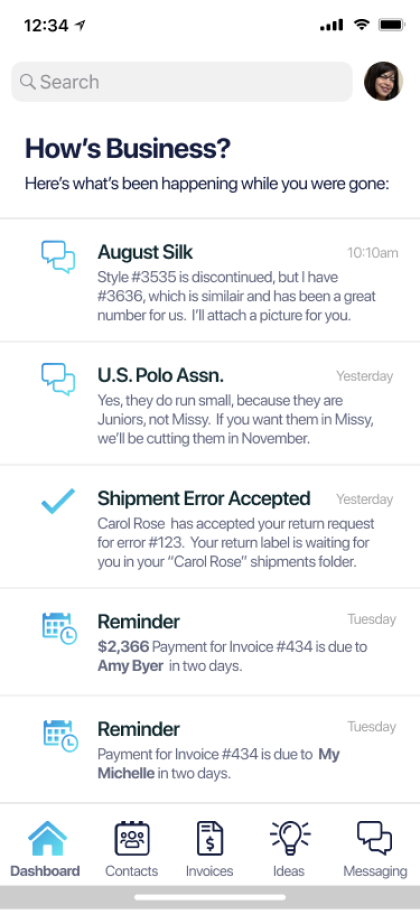 12:34
Search
How's Business?
Here's what's been happening while you were gone:
August Silk
10:10am
Style #3535 is discontinued, but I have
#3636, which is similair and has been a great
number for us.  I'll attach a picture for you.
U.S. Polo Assn.
Yesterday
Yes, they do run small, because they are
Juniors, not Missy.  If you want them in Missy,
we'll be cutting them in November.
Shipment Error Accepted
Yesterday
Carol Rose  has accepted your return request
for error #123.  Your return label is waiting for
you in your “Carol Rose” shipments folder.
Reminder
Tuesday
$2,366 Payment for Invoice #434 is due to
Amy Byer  in two days.
Reminder
Tuesday
Payment for Invoice #434 is due to  My
Michelle in two days.
Dashboard
Contacts
Invoices
Ideas
Messaging